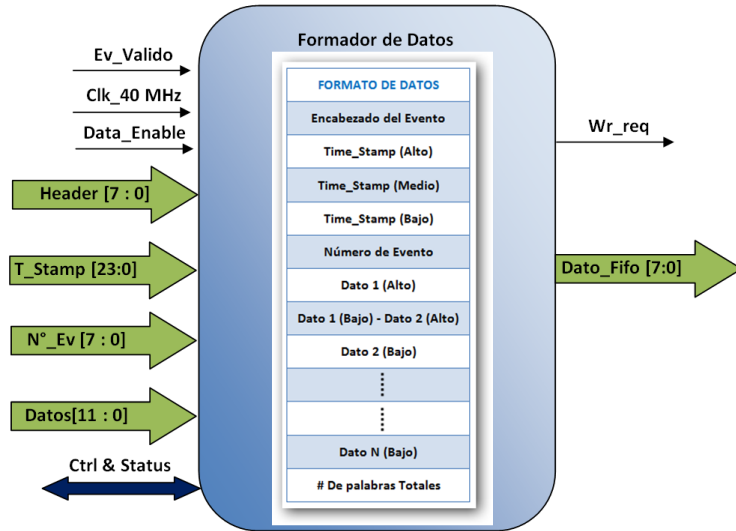 Formador de Datos
Ev_Valido
Clk_40 MHz
Data_Enable
Header [7 : 0]
T_Stamp [23:0]
N°_Ev [7 : 0]
Datos[11 : 0]
Ctrl & Status
FORMATO DE DATOS
Encabezado del Evento
Time_Stamp (Alto)
Time_Stamp (Medio)
Time_Stamp (Bajo)
Número de Evento
Dato 1 (Alto)
Dato 1 (Bajo) - Dato 2 (Alto)
Dato 2 (Bajo)
Dato N (Bajo)
# De palabras Totales
Wr_req
Dato_Fifo [7:0]